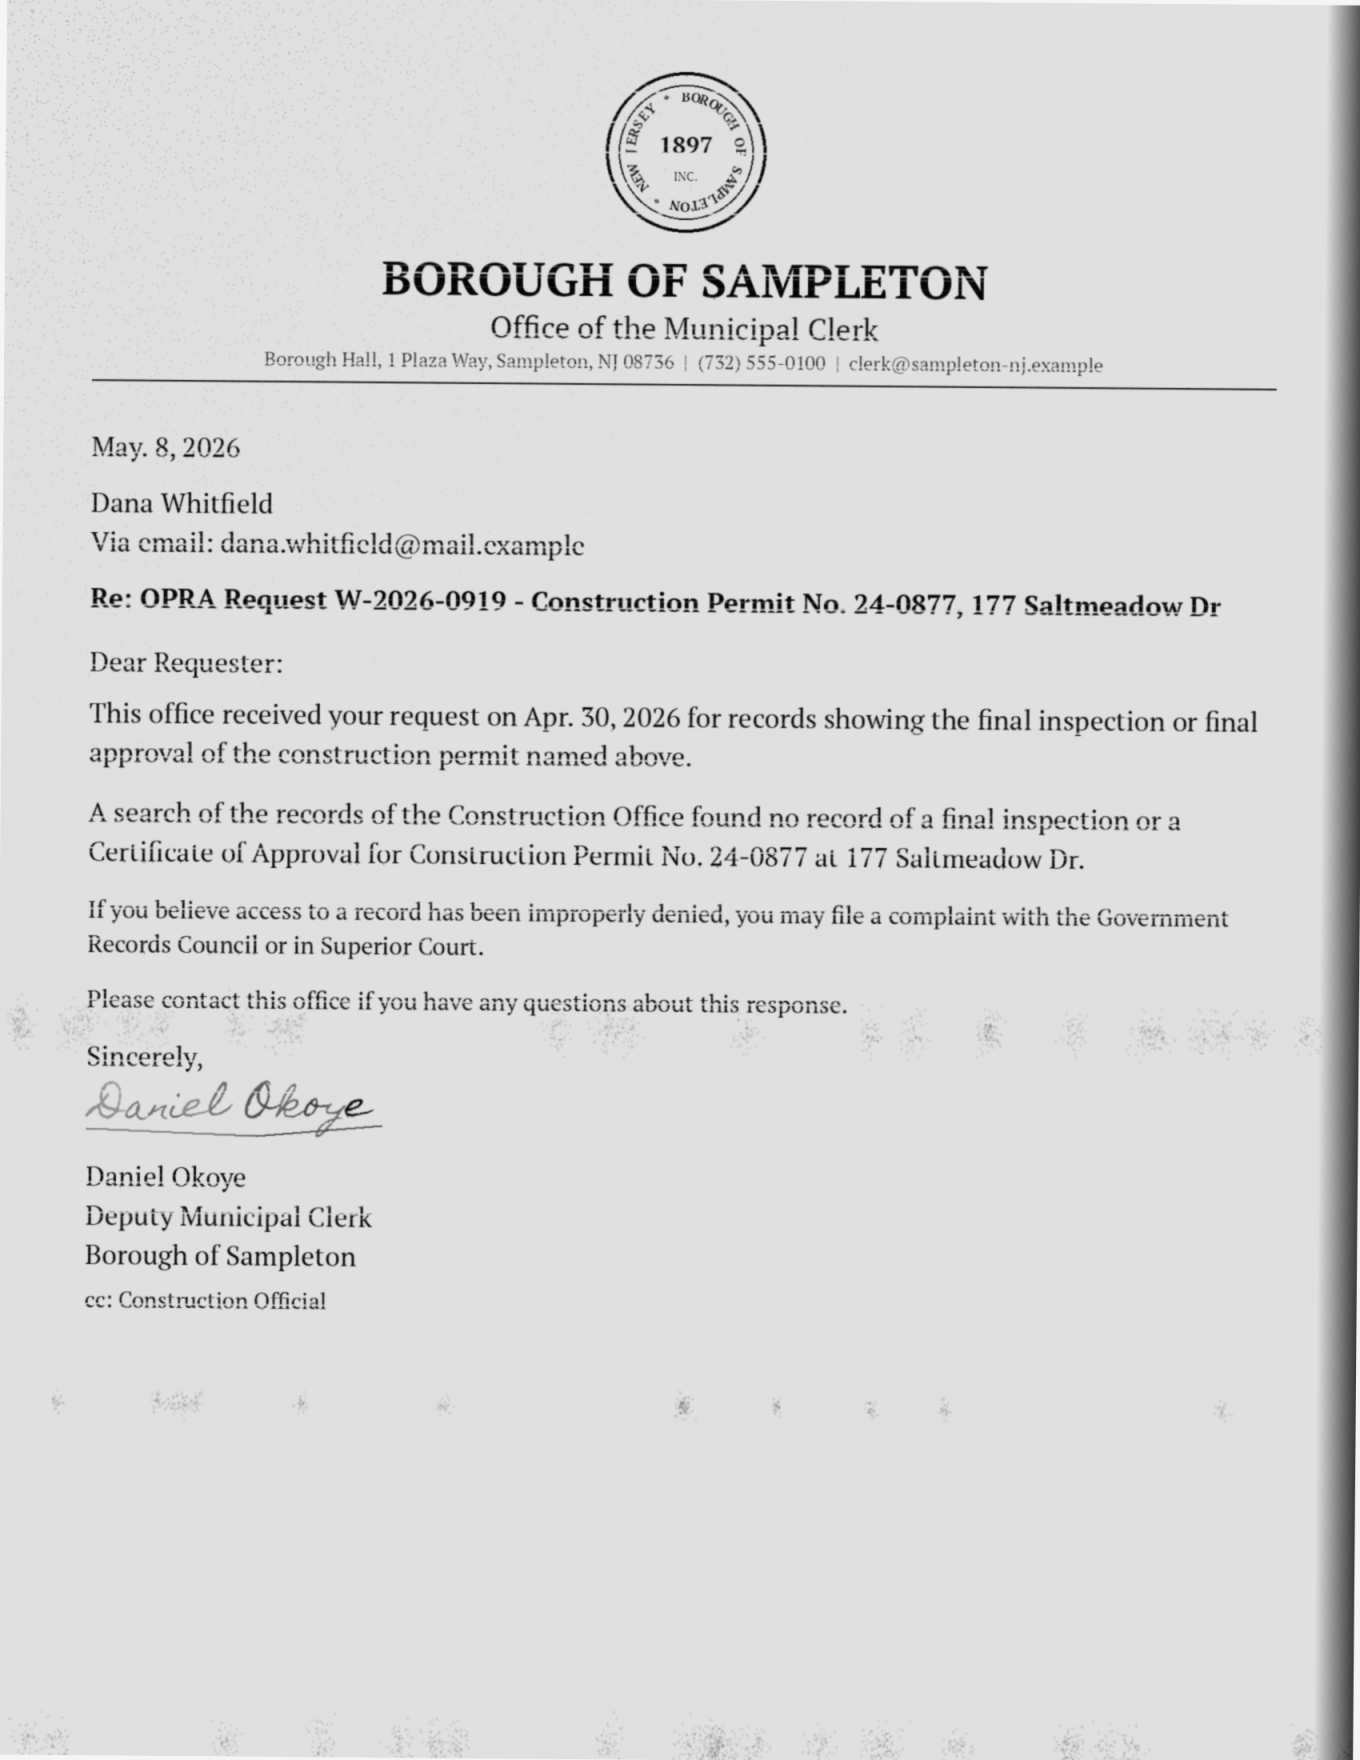 BOROUGH OF SAMPLETON * NEW JERSEY *
1897
INC.
BOROUGH OF SAMPLETON
Office of the Municipal Clerk
Borough Hall, 1 Plaza Way, Sampleton, NJ 08736 | (732) 555-0100 | clerk@sampleton-nj.example
May. 8, 2026
Dana Whitfield
Via email: dana.whitfield@mail.example
Re: OPRA Request W-2026-0919 - Construction Permit No. 24-0877, 177 Saltmeadow Dr
Dear Requester:
This office received your request on Apr. 30, 2026 for records showing the final inspection or final
approval of the construction permit named above.
A search of the records of the Construction Office found no record of a final inspection or a
Certificate of Approval for Construction Permit No. 24-0877 at 177 Saltmeadow Dr.
If you believe access to a record has been improperly denied, you may file a complaint with the Government
Records Council or in Superior Court.
Please contact this office if you have any questions about this response.
Sincerely,
Daniel Okoye
Daniel Okoye
Deputy Municipal Clerk
Borough of Sampleton
cc: Construction Official